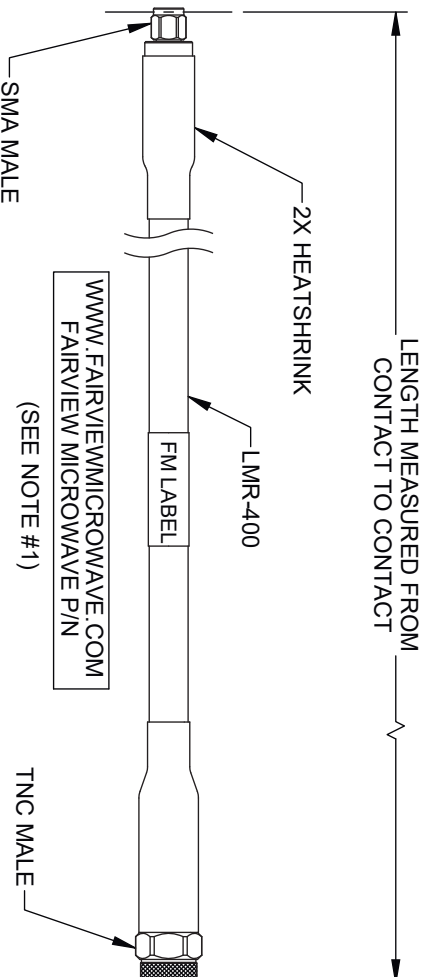 LENGTH MEASURED FROM
CONTACT TO CONTACT
2X HEATSHRINK
LMR-400
FM LABEL
SMA MALE
WWW.FAIRVIEWMICROWAVE.COM
FAIRVIEW MICROWAVE P/N
(SEE NOTE #1)
TNC MALE